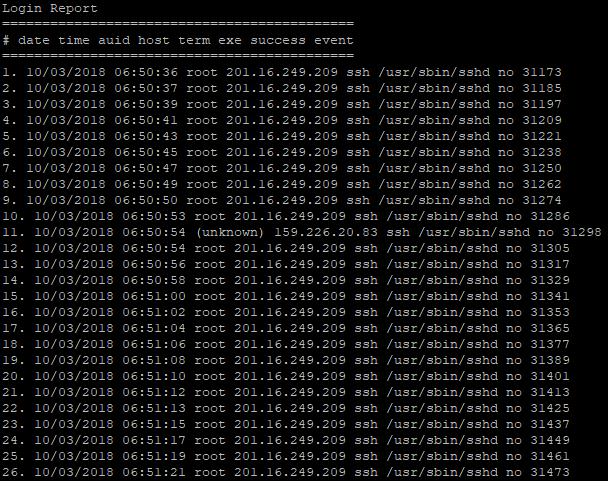 Login Report
============================================
# date time auid host term exe success event
============================================
1. 10/03/2018 06:50:36 root 201.16.249.209 ssh /usr/sbin/sshd no 31173
2. 10/03/2018 06:50:37 root 201.16.249.209 ssh /usr/sbin/sshd no 31185
3. 10/03/2018 06:50:39 root 201.16.249.209 ssh /usr/sbin/sshd no 31197
4. 10/03/2018 06:50:41 root 201.16.249.209 ssh /usr/sbin/sshd no 31209
5. 10/03/2018 06:50:43 root 201.16.249.209 ssh /usr/sbin/sshd no 31221
6. 10/03/2018 06:50:45 root 201.16.249.209 ssh /usr/sbin/sshd no 31238
7. 10/03/2018 06:50:47 root 201.16.249.209 ssh /usr/sbin/sshd no 31250
8. 10/03/2018 06:50:49 root 201.16.249.209 ssh /usr/sbin/sshd no 31262
9. 10/03/2018 06:50:50 root 201.16.249.209 ssh /usr/sbin/sshd no 31274
10. 10/03/2018 06:50:53 root 201.16.249.209 ssh /usr/sbin/sshd no 31286
11. 10/03/2018 06:50:54 (unknown) 159.226.20.83 ssh /usr/sbin/sshd no 31298
12. 10/03/2018 06:50:54 root 201.16.249.209 ssh /usr/sbin/sshd no 31305
13. 10/03/2018 06:50:56 root 201.16.249.209 ssh /usr/sbin/sshd no 31317
14. 10/03/2018 06:50:58 root 201.16.249.209 ssh /usr/sbin/sshd no 31329
15. 10/03/2018 06:51:00 root 201.16.249.209 ssh /usr/sbin/sshd no 31341
16. 10/03/2018 06:51:02 root 201.16.249.209 ssh /usr/sbin/sshd no 31353
17. 10/03/2018 06:51:04 root 201.16.249.209 ssh /usr/sbin/sshd no 31365
18. 10/03/2018 06:51:06 root 201.16.249.209 ssh /usr/sbin/sshd no 31377
19. 10/03/2018 06:51:08 root 201.16.249.209 ssh /usr/sbin/sshd no 31389
20. 10/03/2018 06:51:10 root 201.16.249.209 ssh /usr/sbin/sshd no 31401
21. 10/03/2018 06:51:12 root 201.16.249.209 ssh /usr/sbin/sshd no 31413
22. 10/03/2018 06:51:13 root 201.16.249.209 ssh /usr/sbin/sshd no 31425
23. 10/03/2018 06:51:15 root 201.16.249.209 ssh /usr/sbin/sshd no 31437
24. 10/03/2018 06:51:17 root 201.16.249.209 ssh /usr/sbin/sshd no 31449
25. 10/03/2018 06:51:19 root 201.16.249.209 ssh /usr/sbin/sshd no 31461
26. 10/03/2018 06:51:21 root 201.16.249.209 ssh /usr/sbin/sshd no 31473